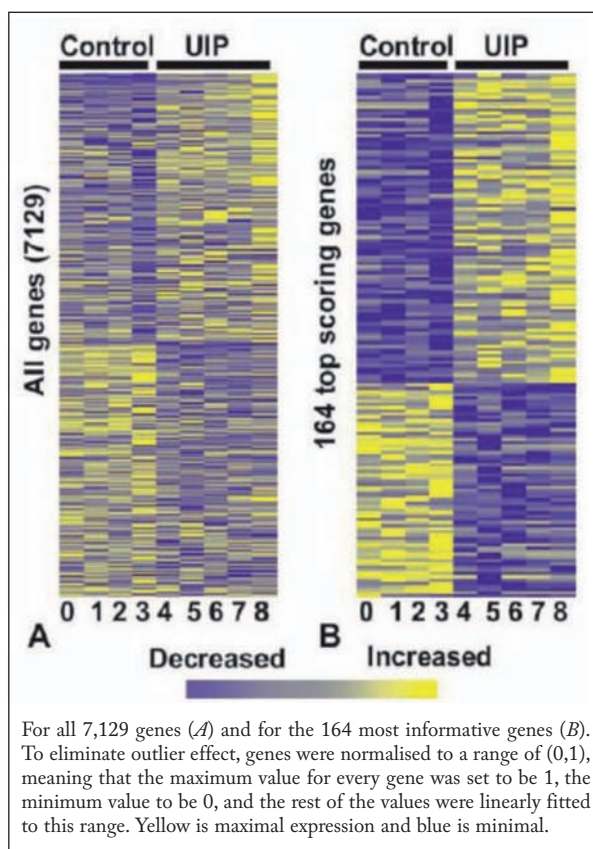 Control UIP
Control UIP
All genes (7129)
164 top scoring genes
0 1 2 3 4 5 6 7 8
0 1 2 3 4 5 6 7 8
A
B
Decreased Increased
For all 7,129 genes (A) and for the 164 most informative genes (B).
To eliminate outlier effect, genes were normalised to a range of (0,1),
meaning that the maximum value for every gene was set to be 1, the
minimum value to be 0, and the rest of the values were linearly fitted
to this range. Yellow is maximal expression and blue is minimal.